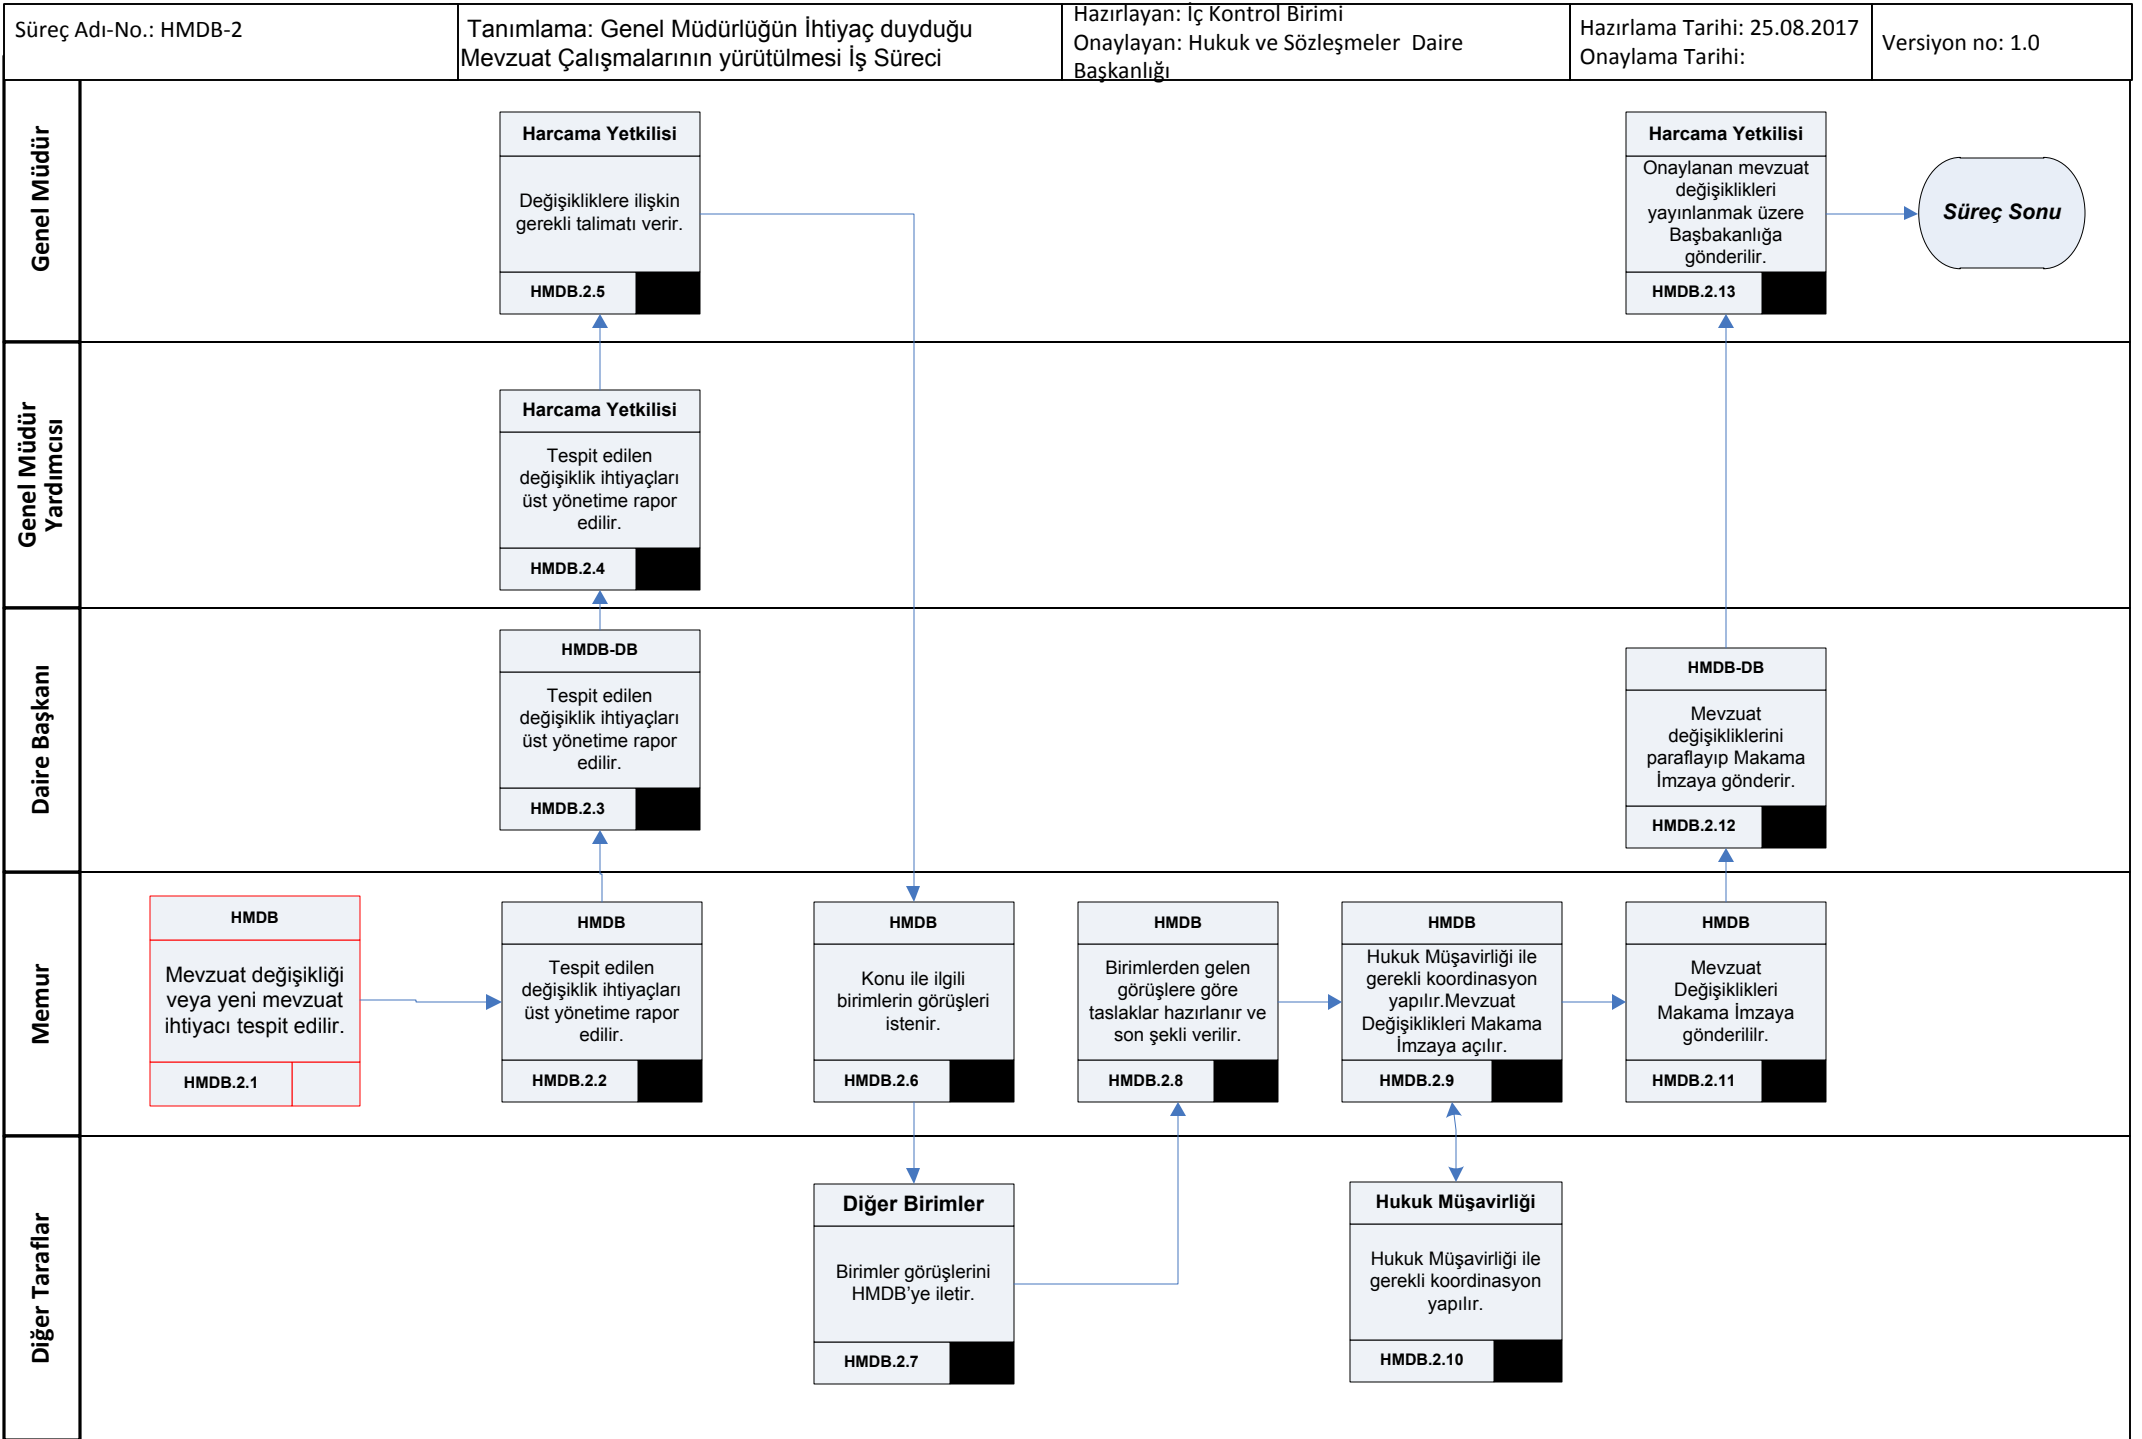 Süreç Adı-No.: HMDB-2
Tanımlama: Genel Müdürlüğün İhtiyaç duyduğu
Mevzuat Çalışmalarının yürütülmesi İş Süreci
Hazırlayan: İç Kontrol Birimi
Onaylayan: Hukuk ve Sözleşmeler Daire
Başkanlığı
Hazırlama Tarihi: 25.08.2017
Onaylama Tarihi:
Versiyon no: 1.0
Genel Müdür
Harcama Yetkilisi
Değişikliklere ilişkin
gerekli talimatı verir.
HMDB.2.5
Harcama Yetkilisi
Onaylanan mevzuat
değişiklikleri
yayınlanmak üzere
Başbakanlığa
gönderilir.
HMDB.2.13
Süreç Sonu
Genel Müdür
Yardımcısı
Harcama Yetkilisi
Tespit edilen
değişiklik ihtiyaçları
üst yönetime rapor
edilir.
HMDB.2.4
Daire Başkanı
HMDB-DB
Tespit edilen
değişiklik ihtiyaçları
üst yönetime rapor
edilir.
HMDB.2.3
HMDB-DB
Mevzuat
değişikliklerini
paraflayıp Makama
İmzaya gönderir.
HMDB.2.12
Memur
HMDB
Mevzuat değişikliği
veya yeni mevzuat
ihtiyacı tespit edilir.
HMDB.2.1
HMDB
Tespit edilen
değişiklik ihtiyaçları
üst yönetime rapor
edilir.
HMDB.2.2
HMDB
Konu ile ilgili
birimlerin görüşleri
istenir.
HMDB.2.6
HMDB
Birimlerden gelen
görüşlere göre
taslaklar hazırlanır ve
son şekli verilir.
HMDB.2.8
HMDB
Hukuk Müşavirliği ile
gerekli koordinasyon
yapılır.Mevzuat
Değişiklikleri Makama
İmzaya açılır.
HMDB.2.9
HMDB
Mevzuat
Değişiklikleri
Makama İmzaya
gönderililr.
HMDB.2.11
Diğer Taraflar
Diğer Birimler
Birimler görüşlerini
HMDB'ye iletir.
HMDB.2.7
Hukuk Müşavirliği
Hukuk Müşavirliği ile
gerekli koordinasyon
yapılır.
HMDB.2.10